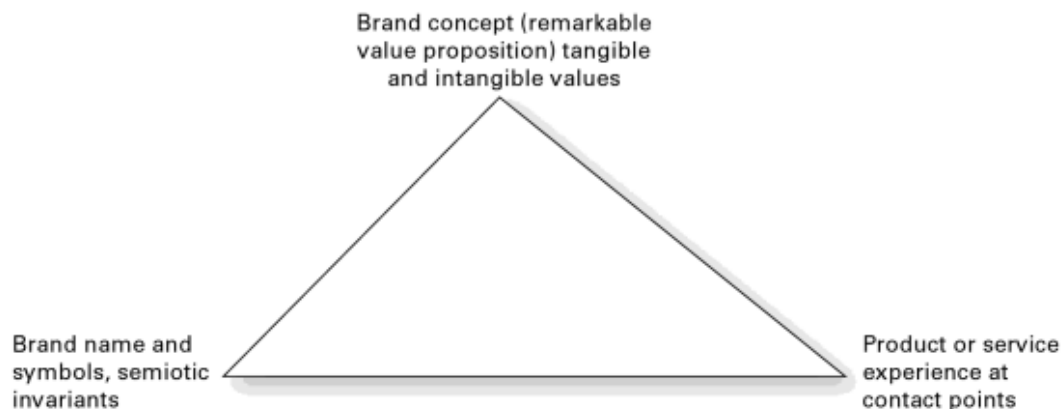 Brand concept (remarkable
value proposition) tangible
and intangible values
Brand name and
symbols, semiotic
invariants
Product or service
experience at
contact points